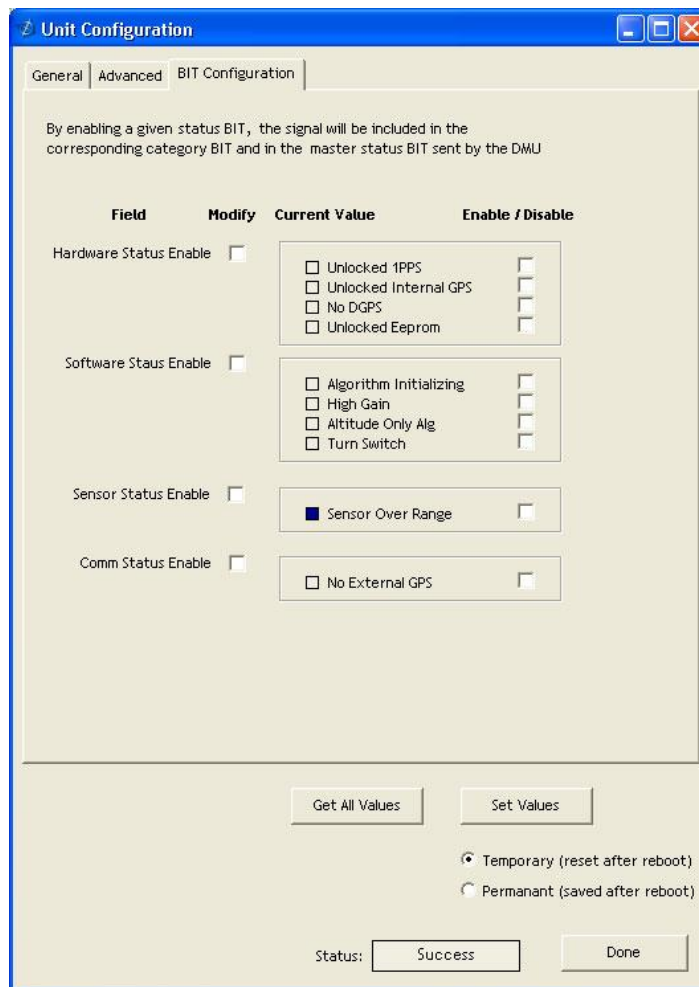 Unit Configuration
General Advanced BIT Configuration
By enabling a given status BIT, the signal will be included in the
corresponding category BIT and in the master status BIT sent by the DMU
Field Modify Current Value Enable / Disable
Hardware Status Enable
Unlocked 1PPS
Unlocked Internal GPS
No DGPS
Unlocked Eeprom
Software Staus Enable
Algorithm Initializing
High Gain
Altitude Only Alg
Turn Switch
Sensor Status Enable
Sensor Over Range
Comm Status Enable
No External GPS
Get All Values Set Values
Temporary (reset after reboot)
Permanant (saved after reboot)
Status: Success Done